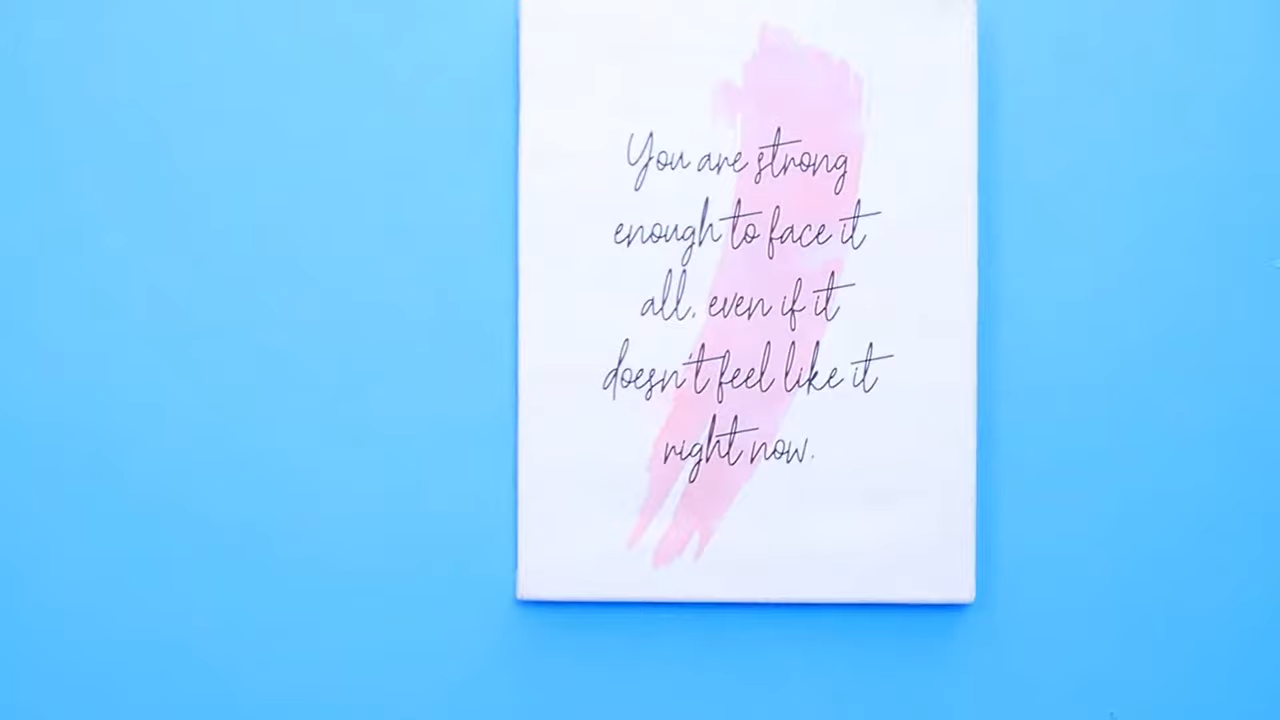 You are strong
enough to face it
all, even if it
doesn't feel like it
right now.